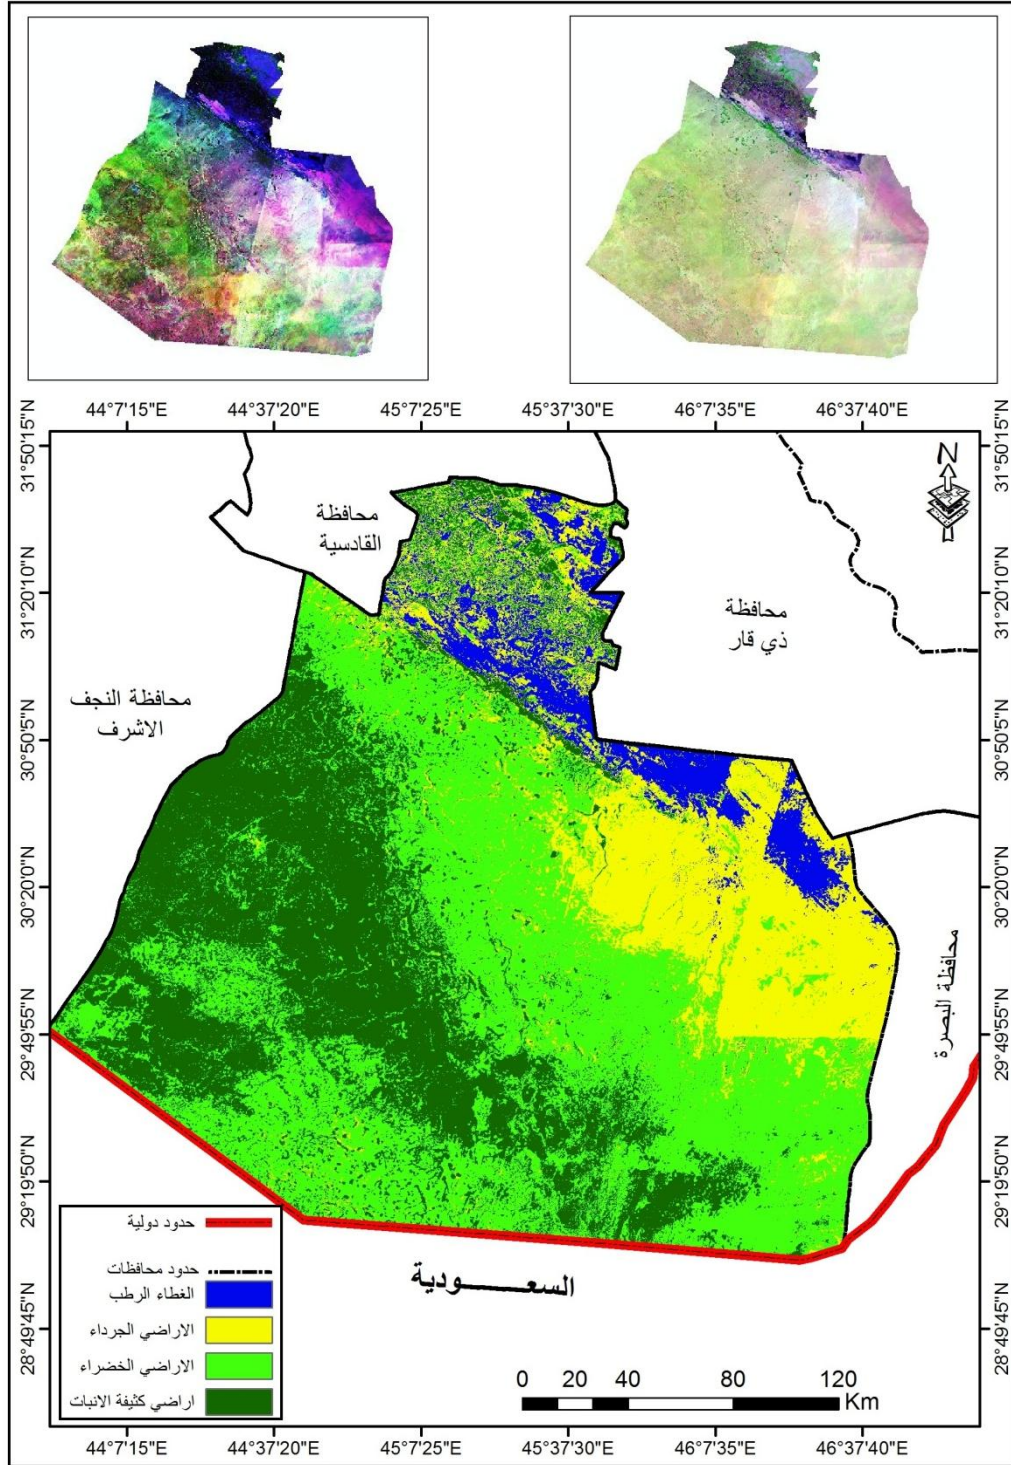 44°7'15"E 44°37'20"E 45°7'25"E 45°37'30"E 46°7'35"E 46°37'40"E
31°50'15"N
31°50'15"N
N
محافظة
القادسية
31°20'10"N
31°20'10"N
محافظة
ذي قار
محافظة النجف
الاشرف
30°50'5"N
30°50'5"N
30°20'0"N
30°20'0"N
محافظة البصرة
29°49'55"N
29°49'55"N
29°19'50"N
29°19'50"N
حدود دولية
حدود محافظات
الغطاء الرطب
الاراضي الجرداء
الاراضي الخضراء
اراضي كثيفة الانبات
السعـــــــودية
28°49'45"N
28°49'45"N
0 20 40 80 120
Km
44°7'15"E 44°37'20"E 45°7'25"E 45°37'30"E 46°7'35"E 46°37'40"E